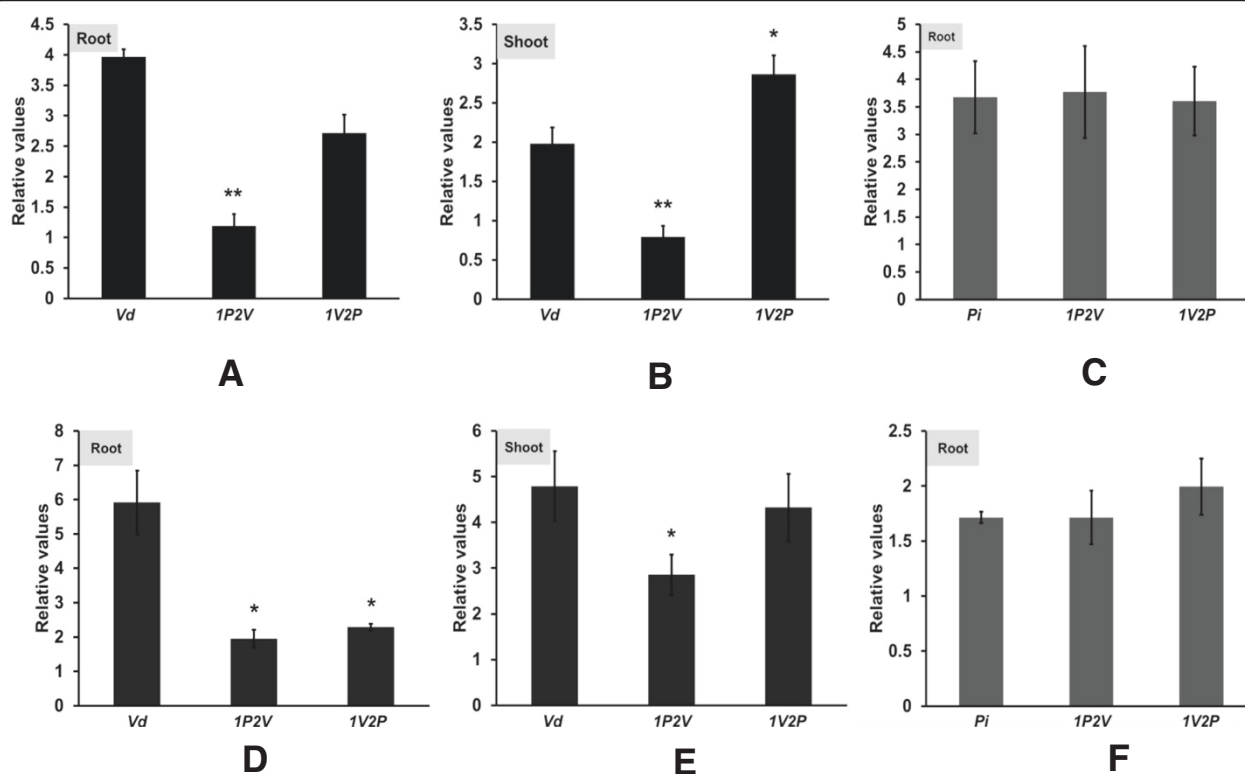 Root
Relative values
4.5
4
3.5
3
2.5
2
1.5
1
0.5
0
**
Vd 1P2V 1V2P
A
Shoot
Relative values
3.5
3
2.5
2
1.5
1
0.5
0
**
*
Vd 1P2V 1V2P
B
Root
Relative values
5
4.5
4
3.5
3
2.5
2
1.5
1
0.5
0
Pi 1P2V 1V2P
C
Root
Relative values
8
7
6
5
4
3
2
1
0
*
*
Vd 1P2V 1V2P
D
Shoot
Relative values
6
5
4
3
2
1
0
*
Vd 1P2V 1V2P
E
Root
Relative values
2.5
2
1.5
1
0.5
0
Pi 1P2V 1V2P
F